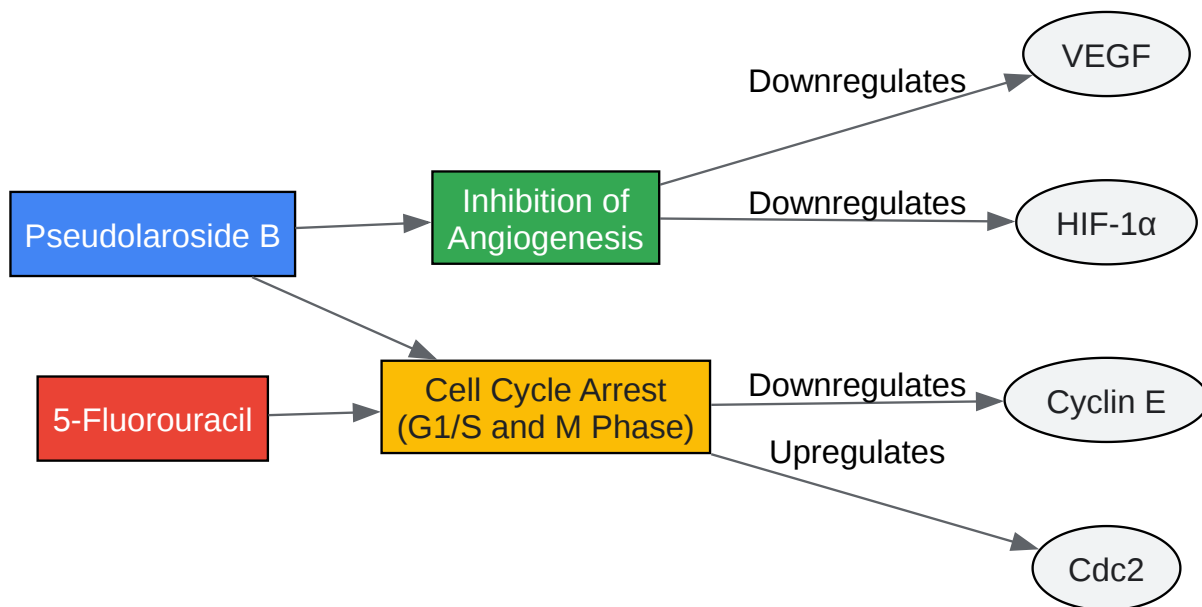 VEGF
Downregulates
Inhibition of
Angiogenesis
Pseudolaroside B
Downregulates
HIF-1α
Cell Cycle Arrest
(G1/S and M Phase)
5-Fluorouracil
Downregulates
Cyclin E
Upregulates
Cdc2